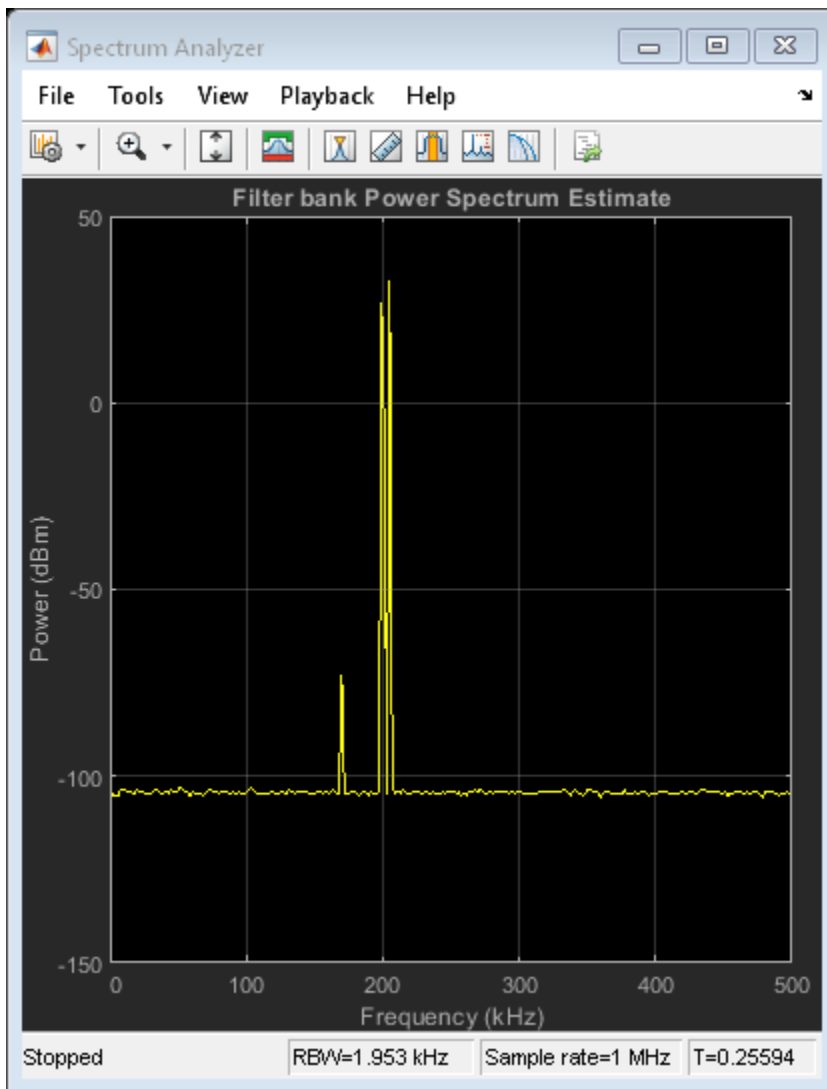 Spectrum Analyzer
File Tools View Playback Help
Filter bank Power Spectrum Estimate
50
0
-50
-100
-150
Power (dBm)
0 100 200 300 400 500
Frequency (kHz)
Stopped RBW=1.953 kHz Sample rate=1 MHz T=0.25594